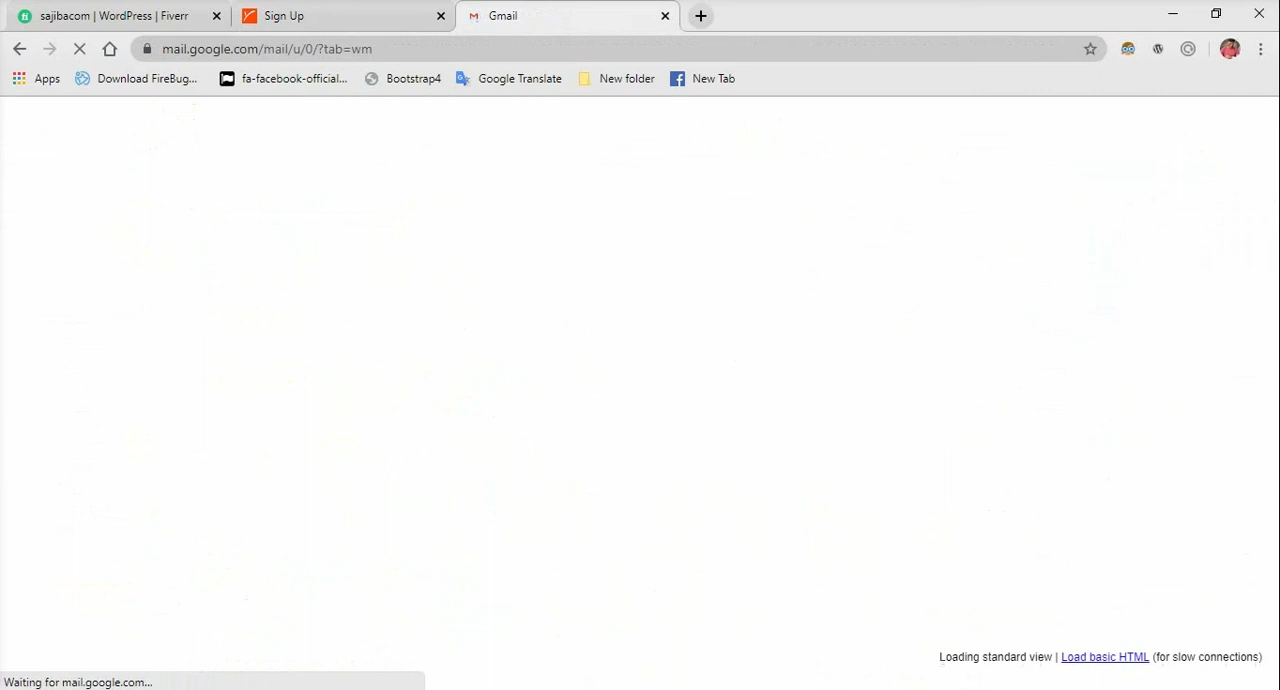 sajibacom | WordPress | Fiverr
Sign Up
Gmail
mail.google.com/mail/u/0/?tab=wm
Apps
Download FireBug...
fa-facebook-official...
Bootstrap4
Google Translate
New folder
New Tab
Loading standard view | Load basic HTML (for slow connections)
Waiting for mail.google.com...